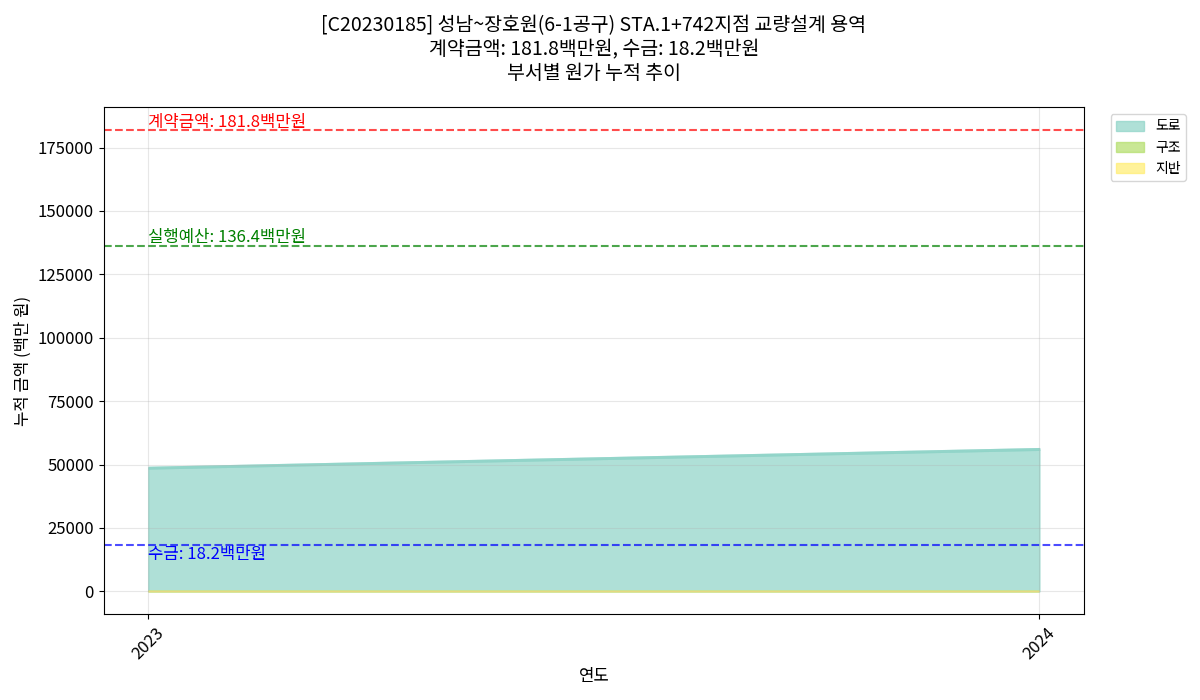 [C20230185] 성남~장호원(6-1공구) STA.1+742지점 교량설계 용역
계약금액: 181.8백만원, 수금: 18.2백만원
부서별 원가 누적 추이
계약금액: 181.8백만원
실행예산: 136.4백만원
수금: 18.2백만원
도로
구조
지반
누적 금액 (백만 원)
175000
150000
125000
100000
75000
50000
25000
0
2023
2024
연도